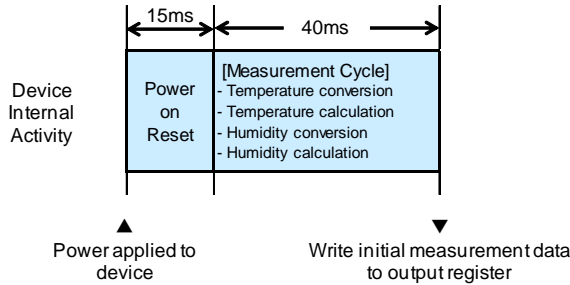 15ms
40ms
Device
Internal
Activity
Power
on
Reset
[Measurement Cycle]
- Temperature conversion
- Temperature calculation
- Humidity conversion
- Humidity calculation
▲
Power applied to
device
▼
Write initial measurement data
to output register